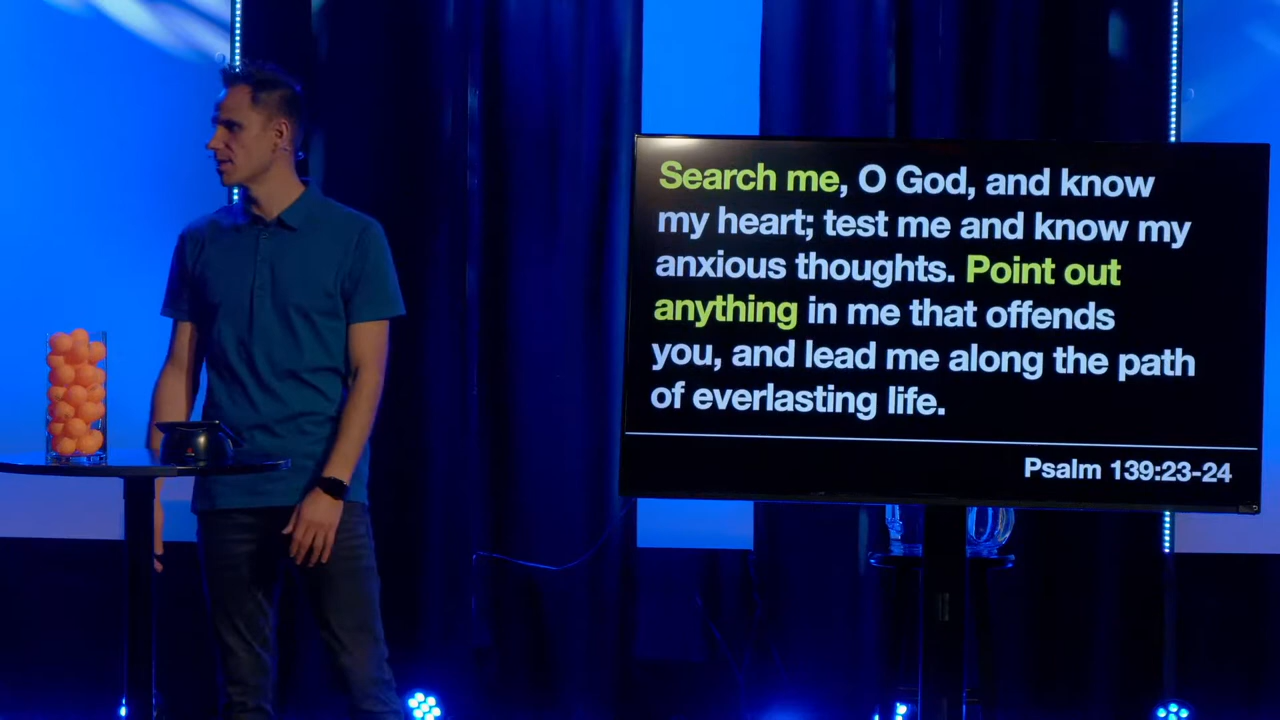 Search me, O God, and know
my heart; test me and know my
anxious thoughts. Point out
anything in me that offends
you, and lead me along the path
of everlasting life.
Psalm 139:23-24